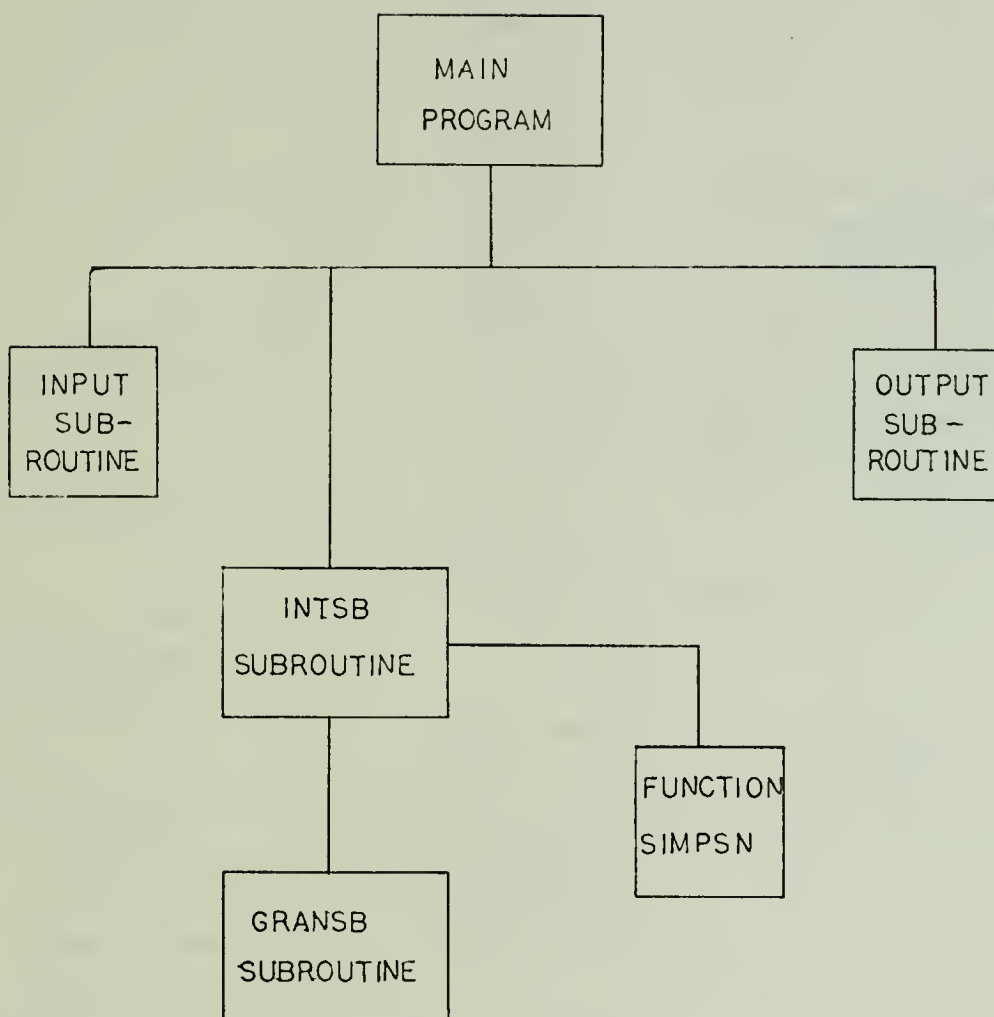 MAIN
PROGRAM
INPUT
SUB-
ROUTINE
OUTPUT
SUB-
ROUTINE
INTSB
SUBROUTINE
FUNCTION
SIMPSN
GRANSB
SUBROUTINE